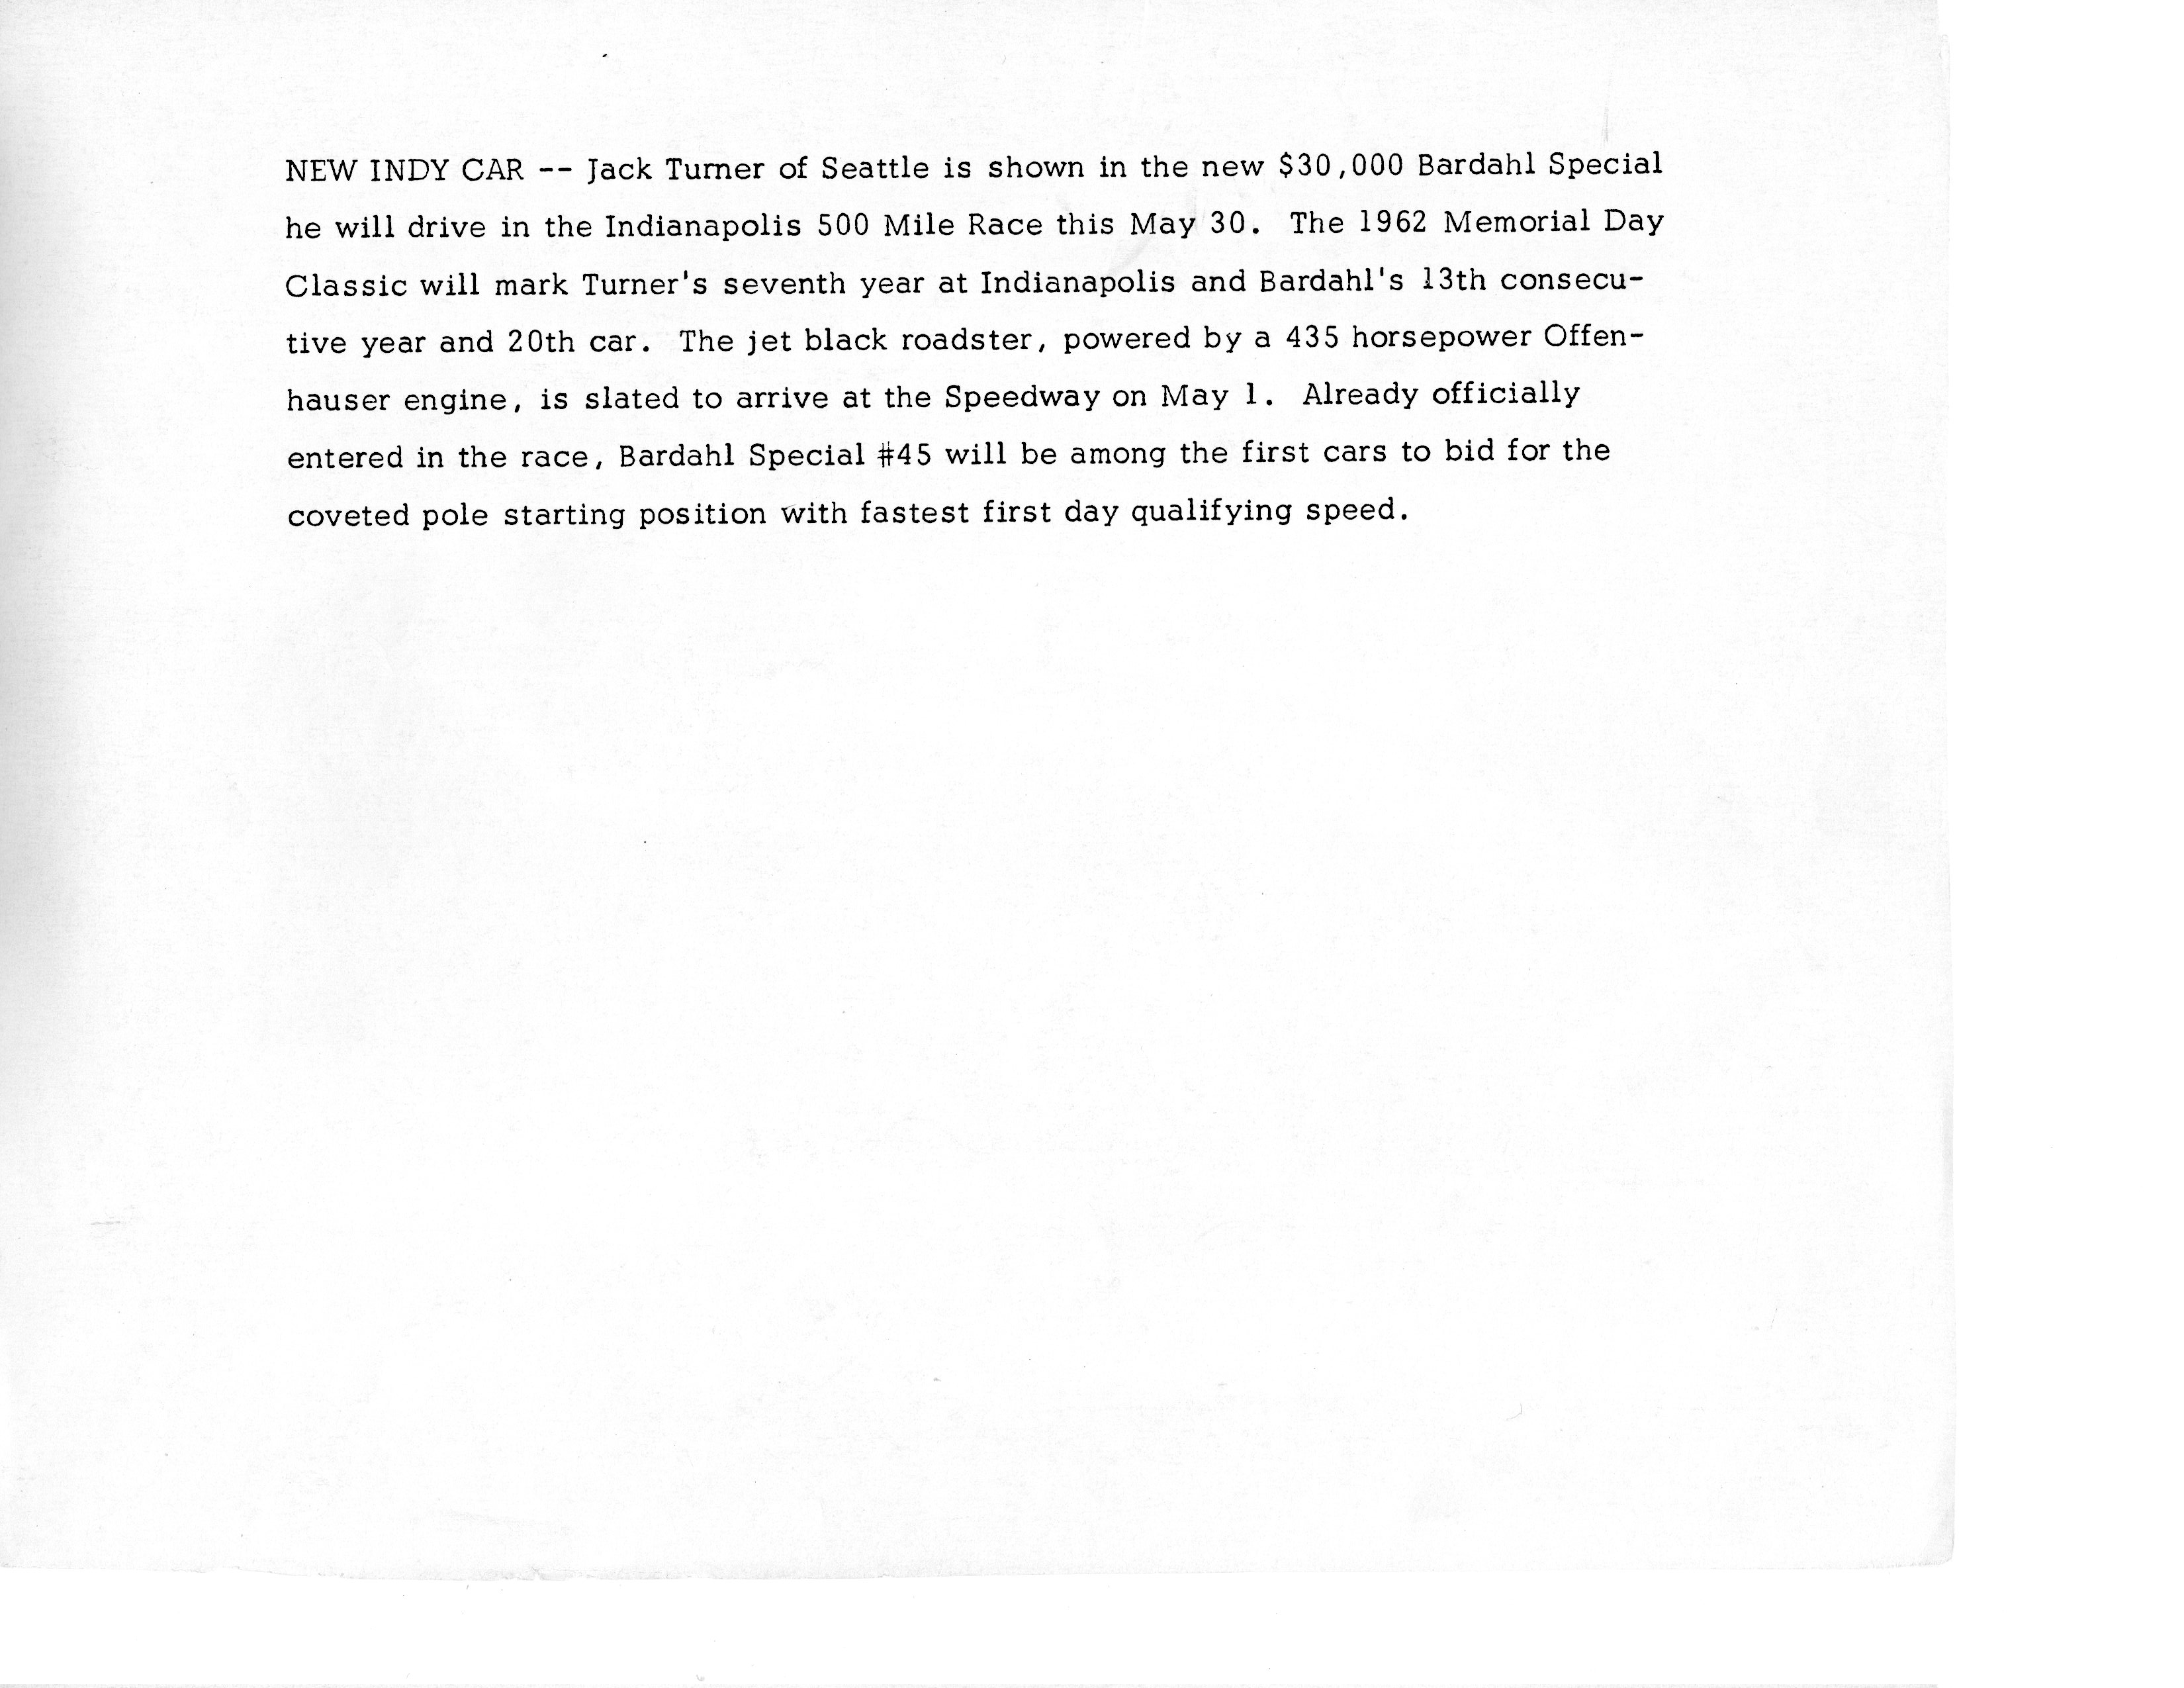 NEW INDY CAR -- Jack Turner of Seattle is shown in the new $30,000 Bardahl Special
he will drive in the Indianapolis 500 Mile Race this May 30.  The 1962 Memorial Day
Classic will mark Turner's seventh year at Indianapolis and Bardahl's 13th consecu-
tive year and 20th car.  The jet black roadster, powered by a 435 horsepower Offen-
hauser engine, is slated to arrive at the Speedway on May 1.  Already officially
entered in the race, Bardahl Special #45 will be among the first cars to bid for the
coveted pole starting position with fastest first day qualifying speed.